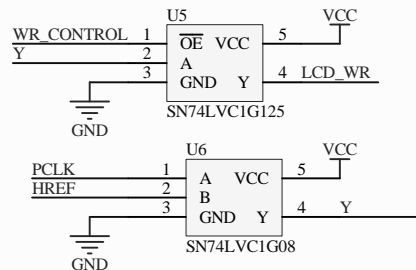 U5
VCC
WR_CONTROL 1 OE VCC 5
Y 2 A
3 GND Y 4 LCD_WR
GND
SN74LVC1G125
U6
VCC
PCLK 1 A VCC 5
HREF 2 B
3 GND Y 4 Y
SN74LVC1G08
GND